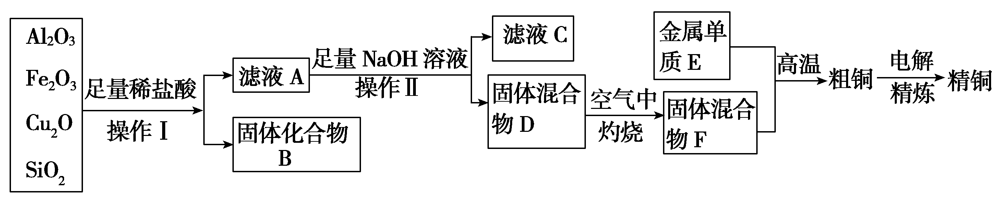 Al₂O₃
Fe₂O₃
Cu₂O
SiO₂
足量稀盐酸
操作Ⅰ
滤液 A
固体化合物
B
足量 NaOH 溶液
操作Ⅱ
滤液 C
固体混合
物 D
空气中
灼烧
金属单
质 E
固体混合
物 F
高温
粗铜
电解
精炼
精铜